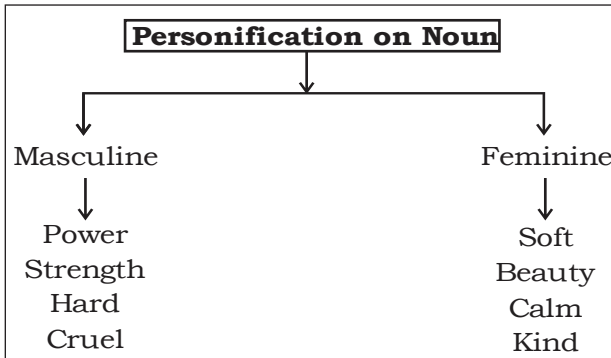 Personification on Noun
Masculine
Feminine
Power
Strength
Hard
Cruel
Soft
Beauty
Calm
Kind